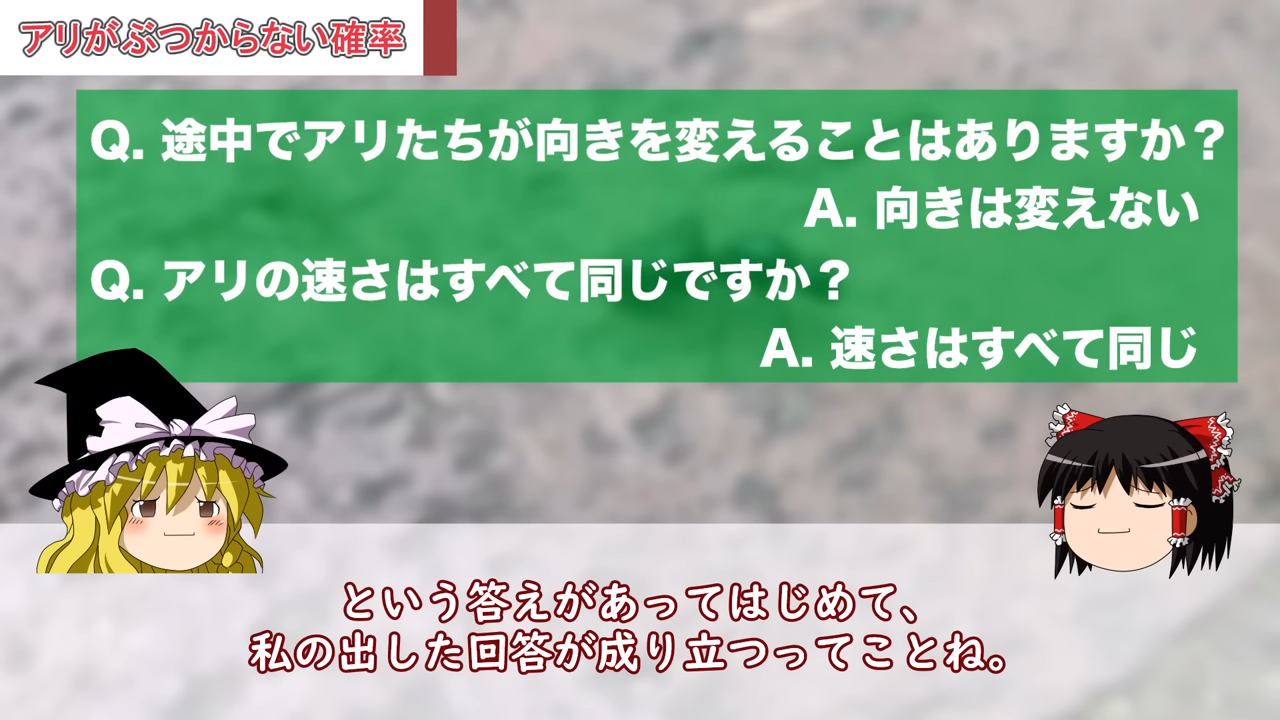 アリがぶつからない確率
Q. 途中でアリたちが向きを変えることはありますか？
A. 向きは変えない
Q. アリの速さはすべて同じですか？
A. 速さはすべて同じ
という答えがあってはじめて、
私の出した回答が成り立つってことね。